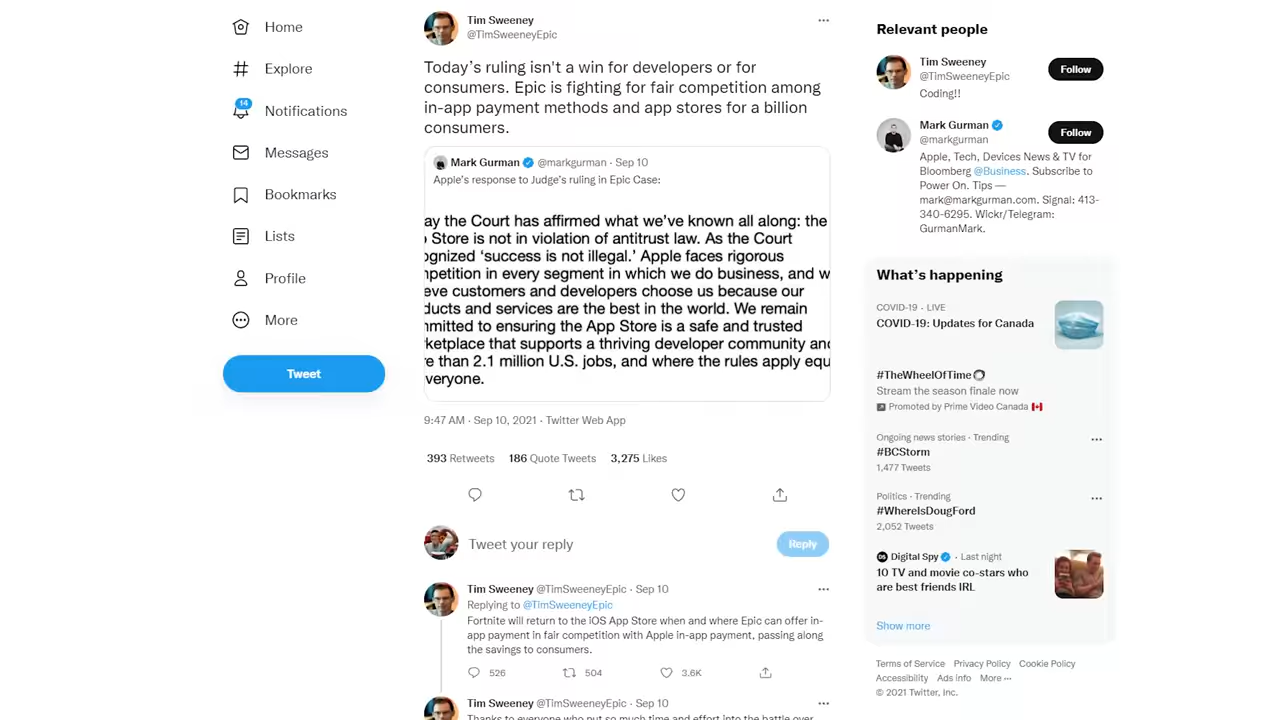 Home
Explore
14
Notifications
Messages
Bookmarks
Lists
Profile
More
Tweet
Tim Sweeney
@TimSweeneyEpic
Today's ruling isn't a win for developers or for
consumers. Epic is fighting for fair competition among
in-app payment methods and app stores for a billion
consumers.
Mark Gurman @markgurman · Sep 10
Apple's response to Judge's ruling in Epic Case:
ay the Court has affirmed what we've known all along: the
Store is not in violation of antitrust law. As the Court
ognized 'success is not illegal.' Apple faces rigorous
npetition in every segment in which we do business, and w
eve customers and developers choose us because our
ducts and services are the best in the world. We remain
nmitted to ensuring the App Store is a safe and trusted
ketplace that supports a thriving developer community and
e than 2.1 million U.S. jobs, and where the rules apply equ
veryone.
9:47 AM · Sep 10, 2021 · Twitter Web App
393 Retweets 186 Quote Tweets 3,275 Likes
Tweet your reply
Reply
Tim Sweeney @TimSweeneyEpic · Sep 10
Replying to @TimSweeneyEpic
Fortnite will return to the iOS App Store when and where Epic can offer in-
app payment in fair competition with Apple in-app payment, passing along
the savings to consumers.
526 504 3.6K
Tim Sweeney @TimSweeneyEpic · Sep 10
Thanks to everyone who put so much time and effort into the battle over
Relevant people
Tim Sweeney
@TimSweeneyEpic
Follow
Coding!!
Mark Gurman
@markgurman
Follow
Apple, Tech, Devices News & TV for
Bloomberg @Business. Subscribe to
Power On. Tips —
mark@markgurman.com. Signal: 413-
340-6295. Wickr/Telegram:
GurmanMark.
What's happening
COVID-19 · LIVE
COVID-19: Updates for Canada
#TheWheelOfTime
Stream the season finale now
Promoted by Prime Video Canada
Ongoing news stories · Trending
#BCStorm
1,477 Tweets
Politics · Trending
#WhereIsDougFord
2,052 Tweets
Digital Spy · Last night
10 TV and movie co-stars who
are best friends IRL
Show more
Terms of Service Privacy Policy Cookie Policy
Accessibility Ads info More ···
© 2021 Twitter, Inc.